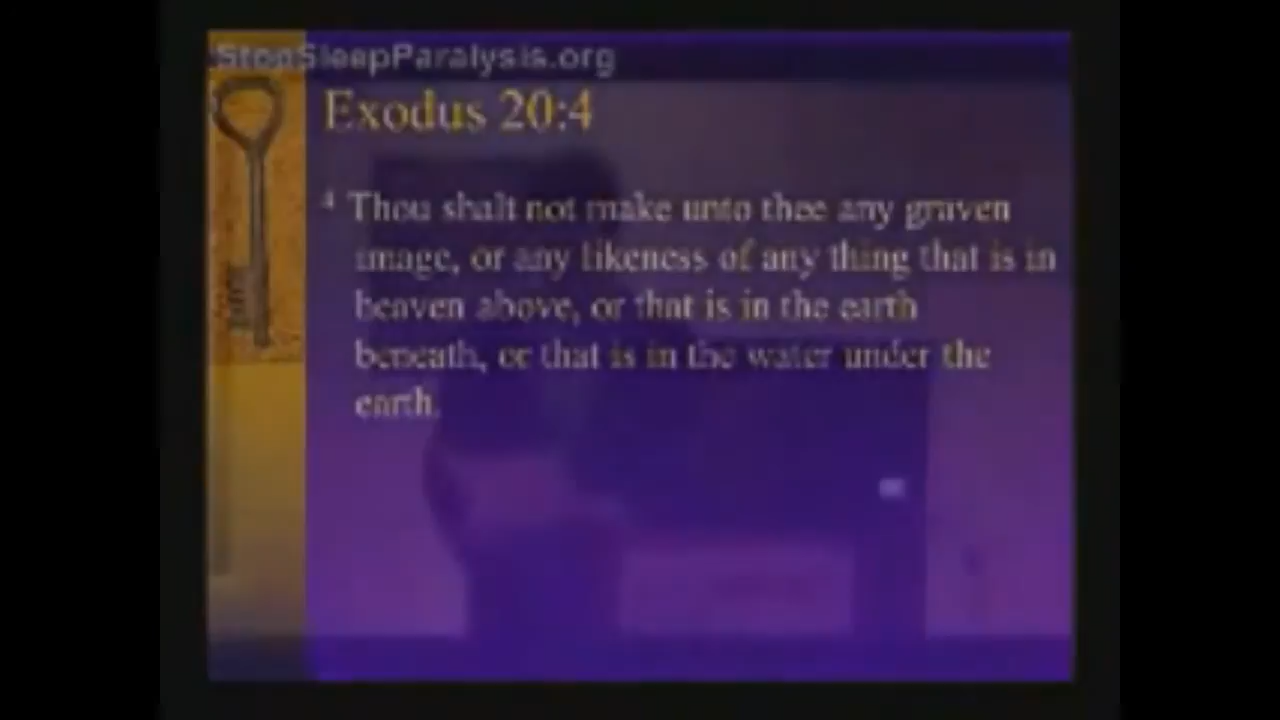 StopSleepParalysis.org
Exodus 20:4
4 Thou shalt not make unto thee any graven
image, or any likeness of any thing that is in
heaven above, or that is in the earth
beneath, or that is in the water under the
earth.